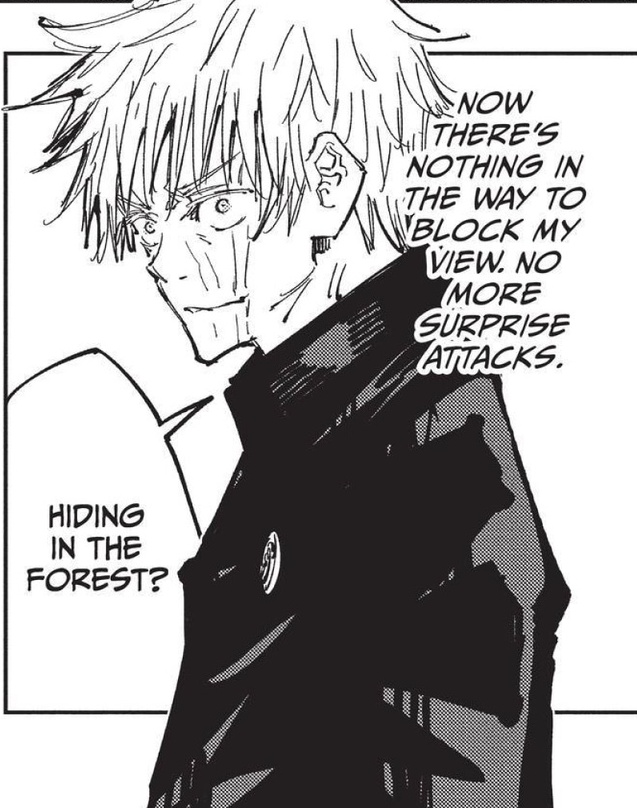 NOW
THERE'S
NOTHING IN
THE WAY TO
BLOCK MY
VIEW. NO
MORE
SURPRISE
ATTACKS.
HIDING
IN THE
FOREST?